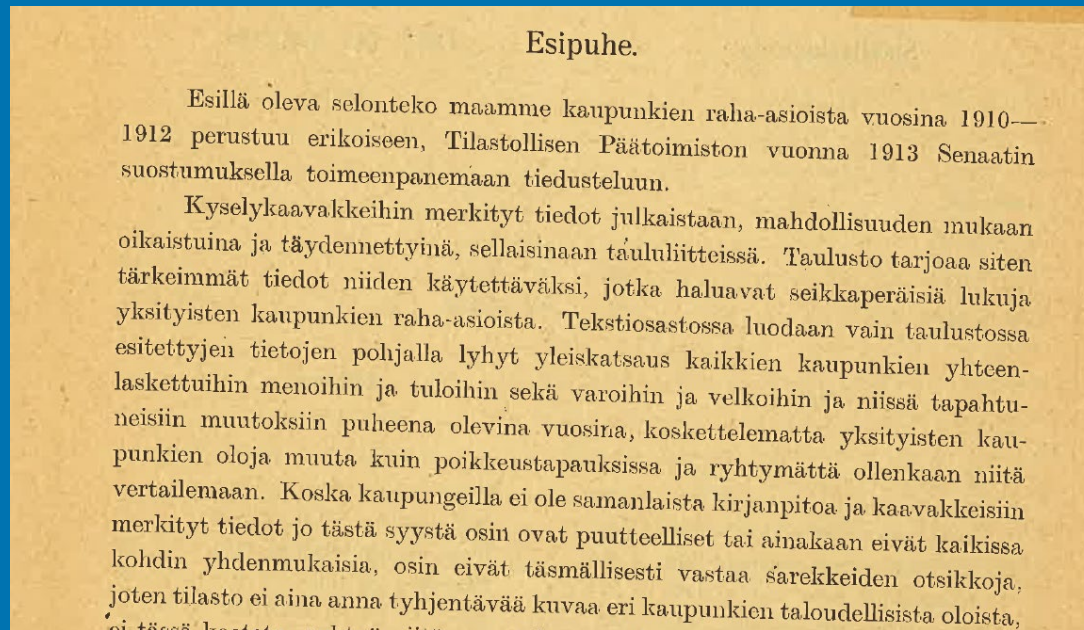 Esipuhe.
Esillä oleva selonteko maamme kaupunkien raha-asioista vuosina 1910—
1912 perustuu erikoiseen, Tilastollisen Päätoimiston vuonna 1913 Senaatin
suostumuksella toimeenpanemaan tiedusteluun.
Kyselykaavakkeihin merkityt tiedot julkaistaan, mahdollisuuden mukaan
oikaistuina ja täydennettyinä, sellaisinaan taululiitteissä. Taulusto tarjoaa siten
tärkeimmät tiedot niiden käytettäväksi, jotka haluavat seikkaperäisiä lukuja
yksityisten kaupunkien raha-asioista. Tekstiosastossa luodaan vain taulustossa
esitettyjen tietojen pohjalla lyhyt yleiskatsaus kaikkien kaupunkien yhteen-
laskettuihin menoihin ja tuloihin sekä varoihin ja velkoihin ja niissä tapahtu-
neisiin muutoksiin puheena olevina vuosina, koskettelematta yksityisten kau-
punkien oloja muuta kuin poikkeustapauksissa ja ryhtymättä ollenkaan niitä
vertailemaan. Koska kaupungeilla ei ole samanlaista kirjanpitoa ja kaavakkeisiin
merkityt tiedot jo tästä syystä osin ovat puutteelliset tai ainakaan eivät kaikissa
kohdin yhdenmukaisia, osin eivät täsmällisesti vastaa sarekkeiden otsikkoja,
joten tilasto ei aina anna tyhjentävää kuvaa eri kaupunkien taloudellisista oloista,